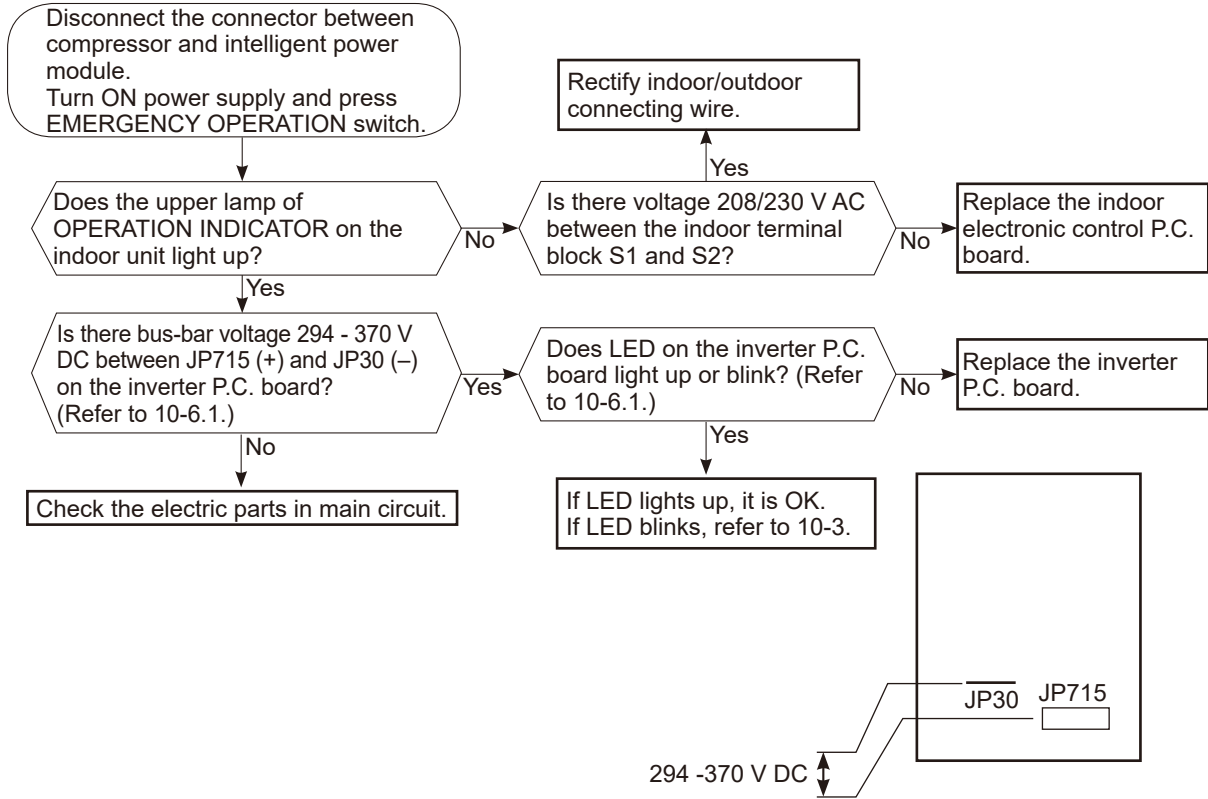 Disconnect the connector between
compressor and intelligent power
module.
Turn ON power supply and press
EMERGENCY OPERATION switch.
Rectify indoor/outdoor
connecting wire.
Yes
Does the upper lamp of
OPERATION INDICATOR on the
indoor unit light up?
No
Is there voltage 208/230 V AC
between the indoor terminal
block S1 and S2?
No
Replace the indoor
electronic control P.C.
board.
Yes
Is there bus-bar voltage 294 - 370 V
DC between JP715 (+) and JP30 (–)
on the inverter P.C. board?
(Refer to 10-6.1.)
Yes
Does LED on the inverter P.C.
board light up or blink? (Refer
to 10-6.1.)
No
Replace the inverter
P.C. board.
No
Check the electric parts in main circuit.
Yes
If LED lights up, it is OK.
If LED blinks, refer to 10-3.
JP30
JP715
294 -370 V DC